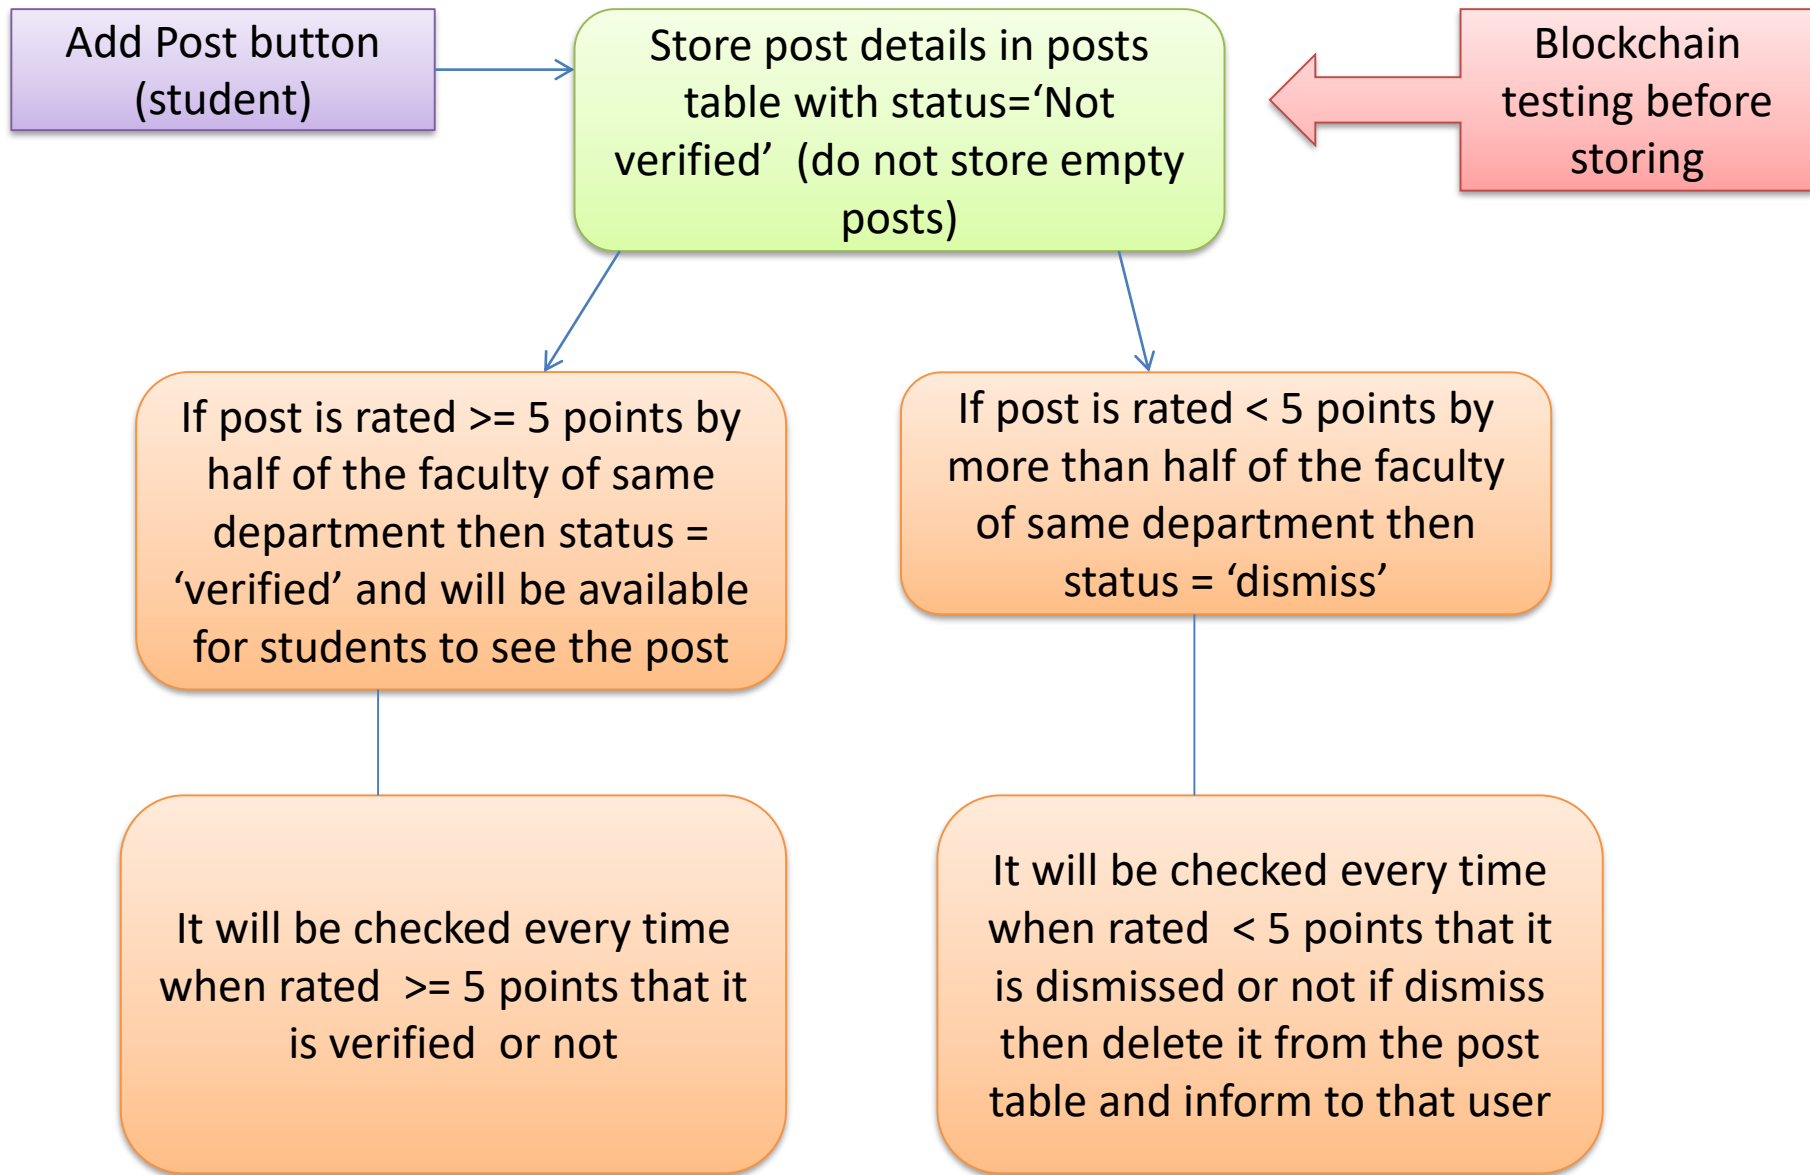 Add Post button
(student)
Store post details in posts
table with status=‘Not
verified’  (do not store empty
posts)
Blockchain
testing before
storing
If post is rated >= 5 points by
half of the faculty of same
department then status =
‘verified’ and will be available
for students to see the post
If post is rated < 5 points by
more than half of the faculty
of same department then
status = ‘dismiss’
It will be checked every time
when rated  >= 5 points that it
is verified  or not
It will be checked every time
when rated  < 5 points that it
is dismissed or not if dismiss
then delete it from the post
table and inform to that user